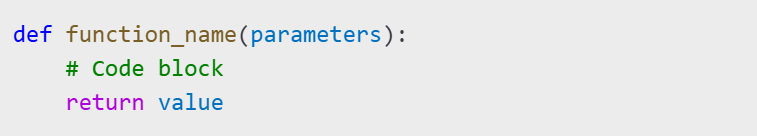 def function_name(parameters):
    # Code block
    return value